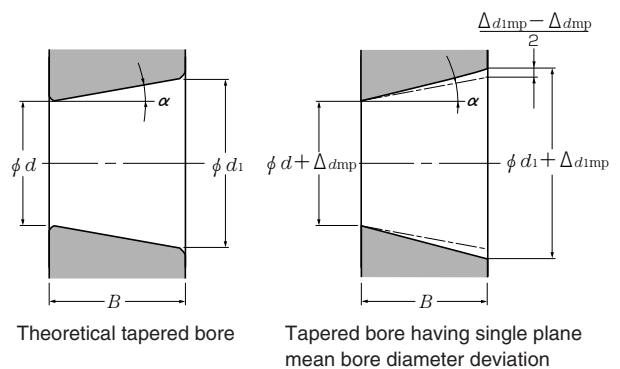 Δd1mp − Δdmp
2
α
α
φ d
φ d1
φ d + Δdmp
φ d1 + Δd1mp
B
B
Theoretical tapered bore
Tapered bore having single plane
mean bore diameter deviation